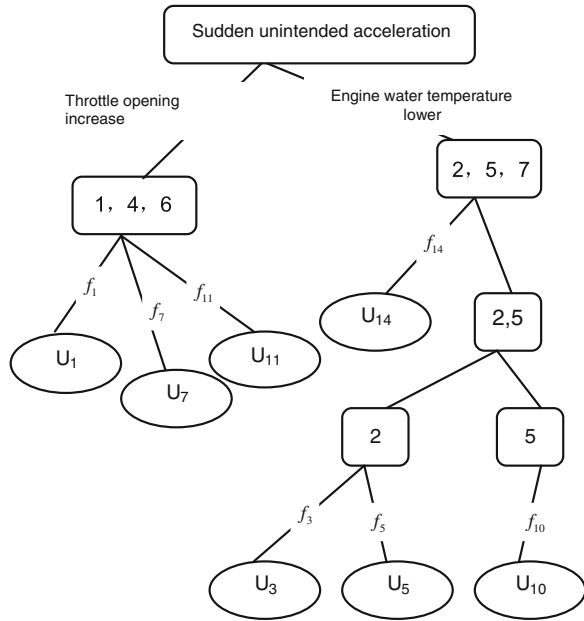 Sudden unintended acceleration
Throttle opening
increase
Engine water temperature
lower
2, 5, 7
1, 4, 6
f14
f1
f7
f11
U14
2,5
U1
U11
U7
2
5
f3
f5
f10
U3
U5
U10